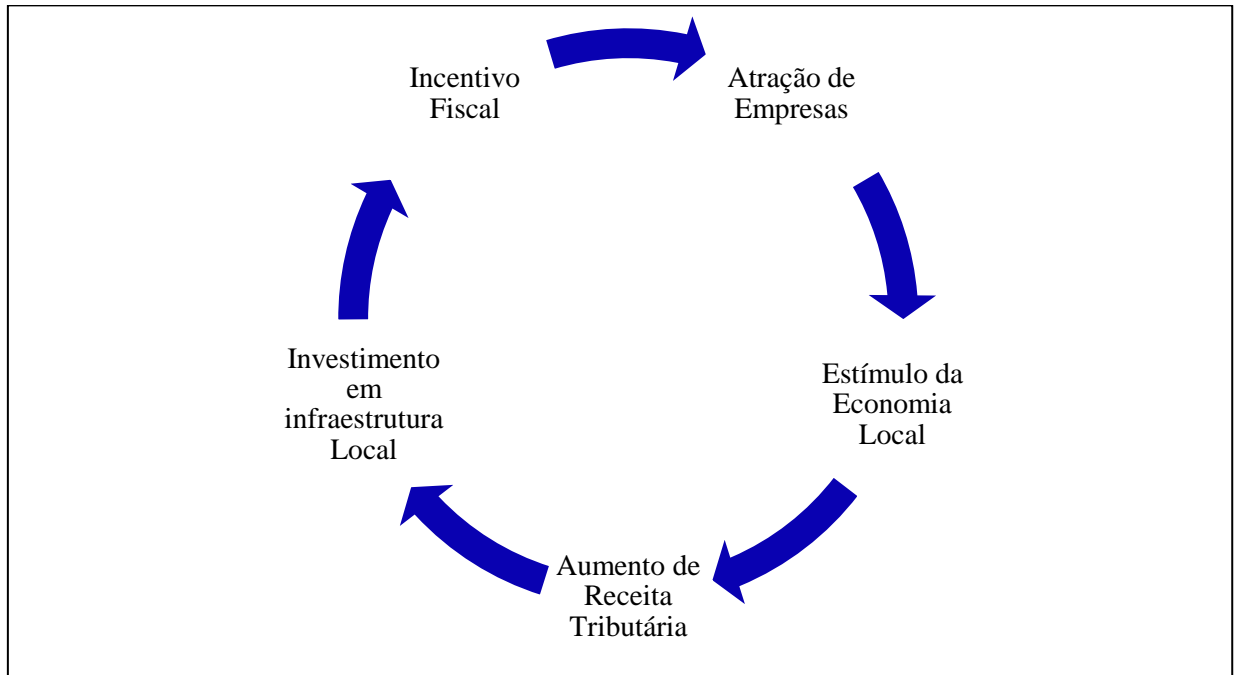 Incentivo
Fiscal
Atração de
Empresas
Estímulo da
Economia
Local
Aumento de
Receita
Tributária
Investimento
em
infraestrutura
Local